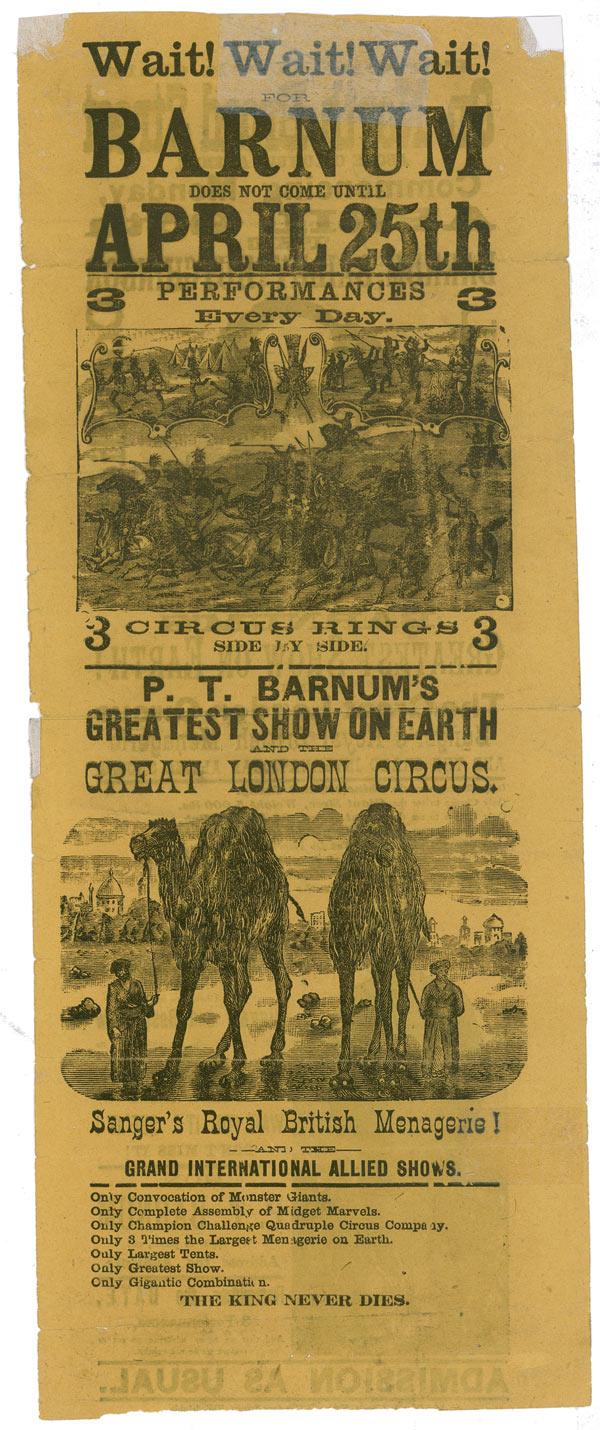 Wait! Wait! Wait!
FOR
BARNUM
DOES NOT COME UNTIL
APRIL 25th
3 PERFORMANCES 3
Every Day.
3 CIRCUS RINGS 3
SIDE BY SIDE.
P. T. BARNUM'S
GREATEST SHOW ON EARTH
AND THE
GREAT LONDON CIRCUS.
Sanger's Royal British Menagerie!
AND THE
GRAND INTERNATIONAL ALLIED SHOWS.
Only Convocation of Monster Giants.
Only Complete Assembly of Midget Marvels.
Only Champion Challenge Quadruple Circus Company.
Only 3 Times the Largest Menagerie on Earth.
Only Largest Tents.
Only Greatest Show.
Only Gigantic Combination.
THE KING NEVER DIES.
ADMISSION AS USUAL.